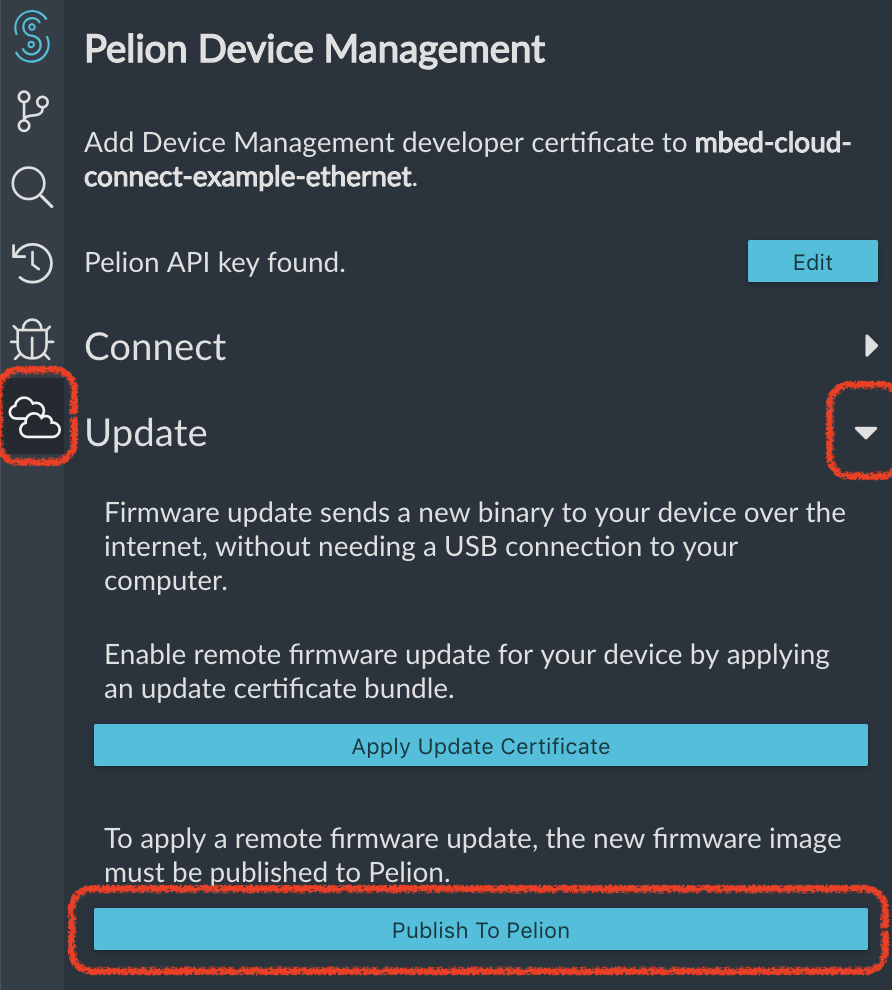 Pelion Device Management
Add Device Management developer certificate to mbed-cloud-
connect-example-ethernet.
Pelion API key found.
Edit
Connect
Update
Firmware update sends a new binary to your device over the
internet, without needing a USB connection to your
computer.
Enable remote firmware update for your device by applying
an update certificate bundle.
Apply Update Certificate
To apply a remote firmware update, the new firmware image
must be published to Pelion.
Publish To Pelion